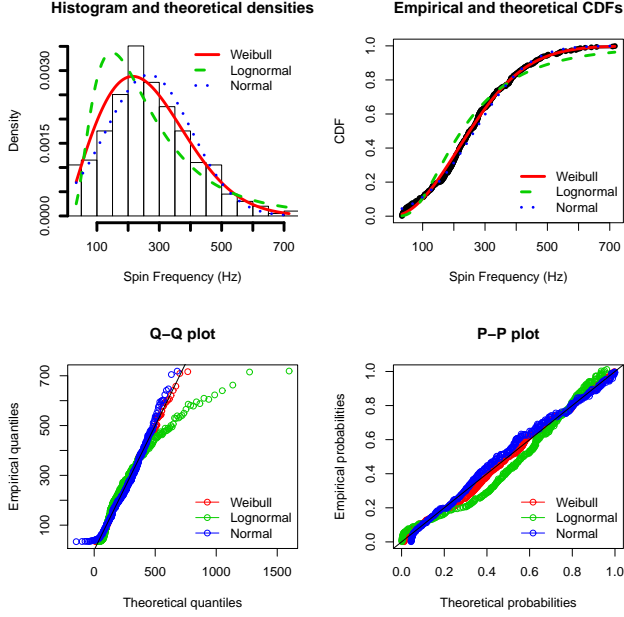 Histogram and theoretical densities
Density
0.0000
0.0015
0.0030
Weibull
Lognormal
Normal
100
300
500
700
Spin Frequency (Hz)
Empirical and theoretical CDFs
CDF
0.0
0.2
0.4
0.6
0.8
1.0
Weibull
Lognormal
Normal
100
300
500
700
Spin Frequency (Hz)
Q−Q plot
Empirical quantiles
100
300
500
700
Weibull
Lognormal
Normal
0
500
1000
1500
Theoretical quantiles
P−P plot
Empirical probabilities
0.0
0.2
0.4
0.6
0.8
1.0
Weibull
Lognormal
Normal
0.0
0.2
0.4
0.6
0.8
1.0
Theoretical probabilities